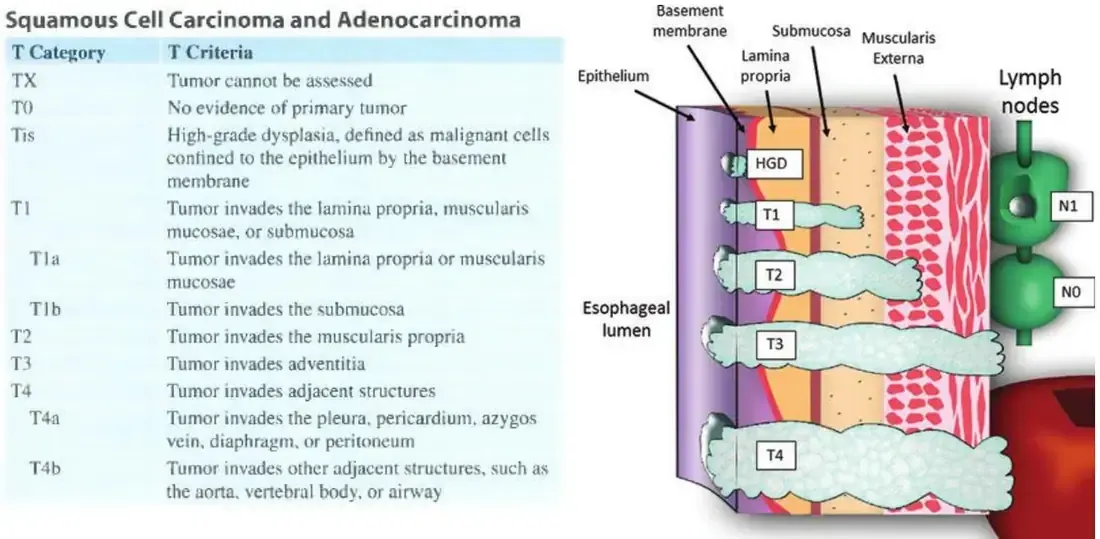 Squamous Cell Carcinoma and Adenocarcinoma
T Category T Criteria
TX Tumor cannot be assessed
T0 No evidence of primary tumor
Tis High-grade dysplasia, defined as malignant cells
confined to the epithelium by the basement
membrane
T1 Tumor invades the lamina propria, muscularis
mucosae, or submucosa
T1a Tumor invades the lamina propria or muscularis
mucosae
T1b Tumor invades the submucosa
T2 Tumor invades the muscularis propria
T3 Tumor invades adventitia
T4 Tumor invades adjacent structures
T4a Tumor invades the pleura, pericardium, azygos
vein, diaphragm, or peritoneum
T4b Tumor invades other adjacent structures, such as
the aorta, vertebral body, or airway
Basement
membrane
Submucosa
Muscularis
Externa
Lamina
propria
Epithelium
Lymph
nodes
HGD
T1
N1
T2
N0
Esophageal
lumen
T3
T4